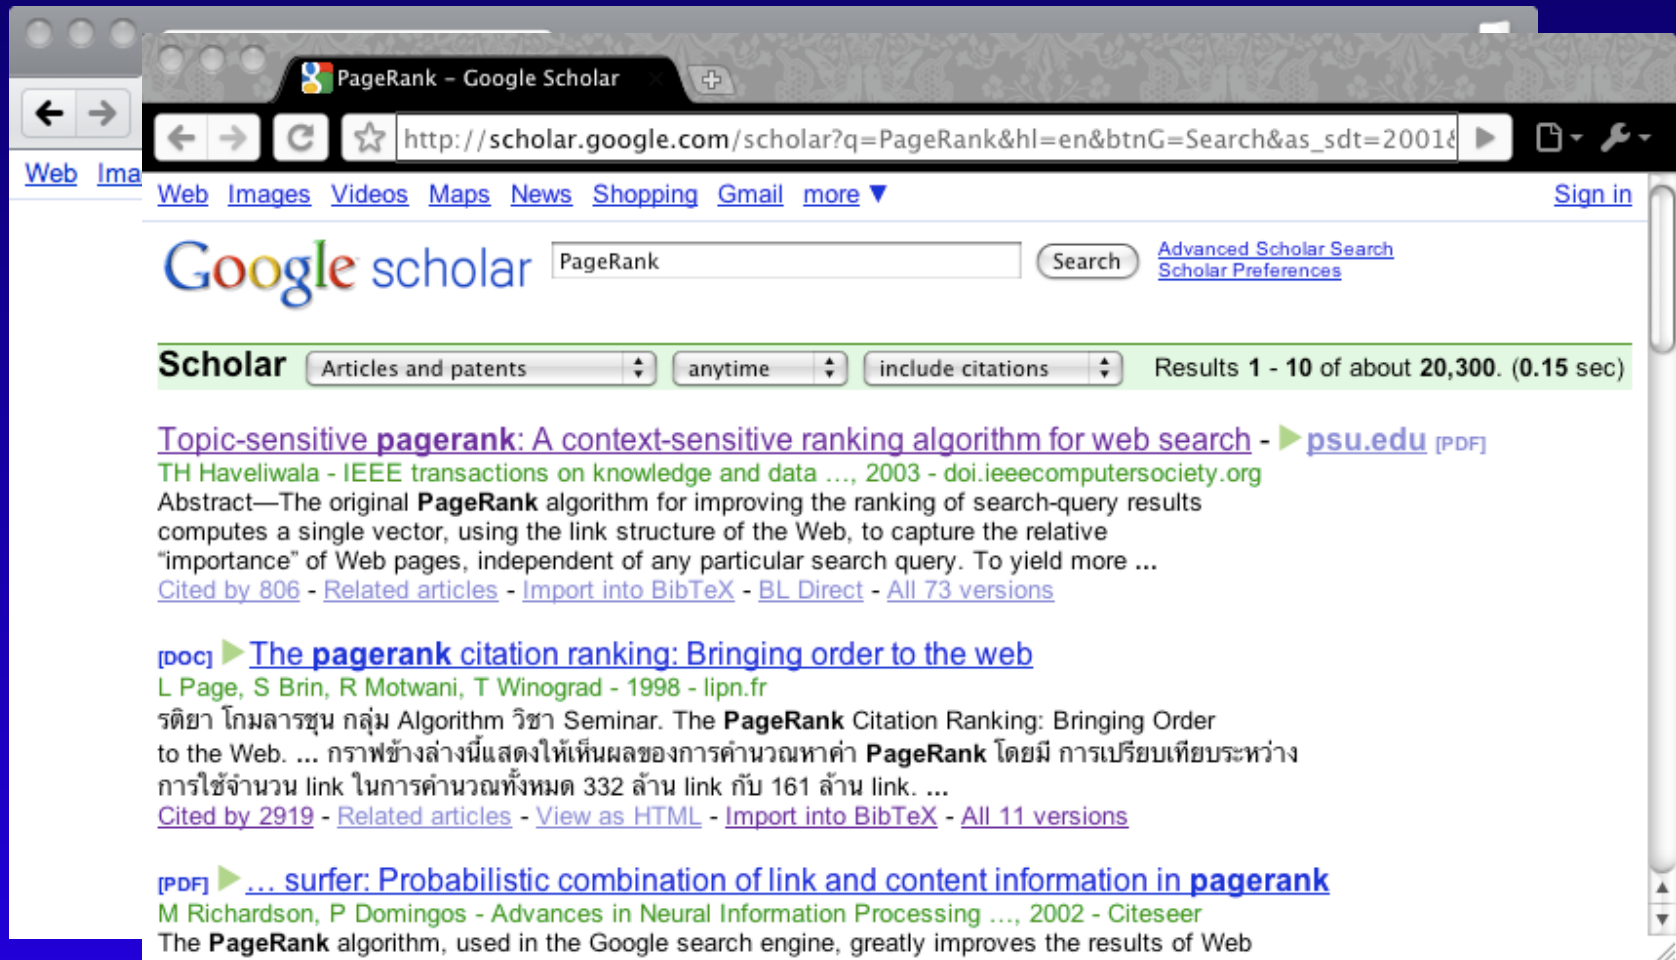 PageRank – Google Scholar
http://scholar.google.com/scholar?q=PageRank&hl=en&btnG=Search&as_sdt=2001&
Web Ima
Web Images Videos Maps News Shopping Gmail more ▼ Sign in
Google scholar PageRank Search Advanced Scholar Search
Scholar Preferences
Scholar Articles and patents anytime include citations Results 1 - 10 of about 20,300. (0.15 sec)
Topic-sensitive pagerank: A context-sensitive ranking algorithm for web search - ▶ psu.edu [PDF]
TH Haveliwala - IEEE transactions on knowledge and data …, 2003 - doi.ieeecomputersociety.org
Abstract—The original PageRank algorithm for improving the ranking of search-query results
computes a single vector, using the link structure of the Web, to capture the relative
“importance” of Web pages, independent of any particular search query. To yield more ...
Cited by 806 - Related articles - Import into BibTeX - BL Direct - All 73 versions
[DOC] ▶ The pagerank citation ranking: Bringing order to the web
L Page, S Brin, R Motwani, T Winograd - 1998 - lipn.fr
รติยา โกมลารชุน กลุ่ม Algorithm วิชา Seminar. The PageRank Citation Ranking: Bringing Order
to the Web. ... กราฟข้างล่างนี้แสดงให้เห็นผลของการคำนวณหาค่า PageRank โดยมี การเปรียบเทียบระหว่าง
การใช้จำนวน link ในการคำนวณทั้งหมด 332 ล้าน link กับ 161 ล้าน link. ...
Cited by 2919 - Related articles - View as HTML - Import into BibTeX - All 11 versions
[PDF] ▶ … surfer: Probabilistic combination of link and content information in pagerank
M Richardson, P Domingos - Advances in Neural Information Processing …, 2002 - Citeseer
The PageRank algorithm, used in the Google search engine, greatly improves the results of Web